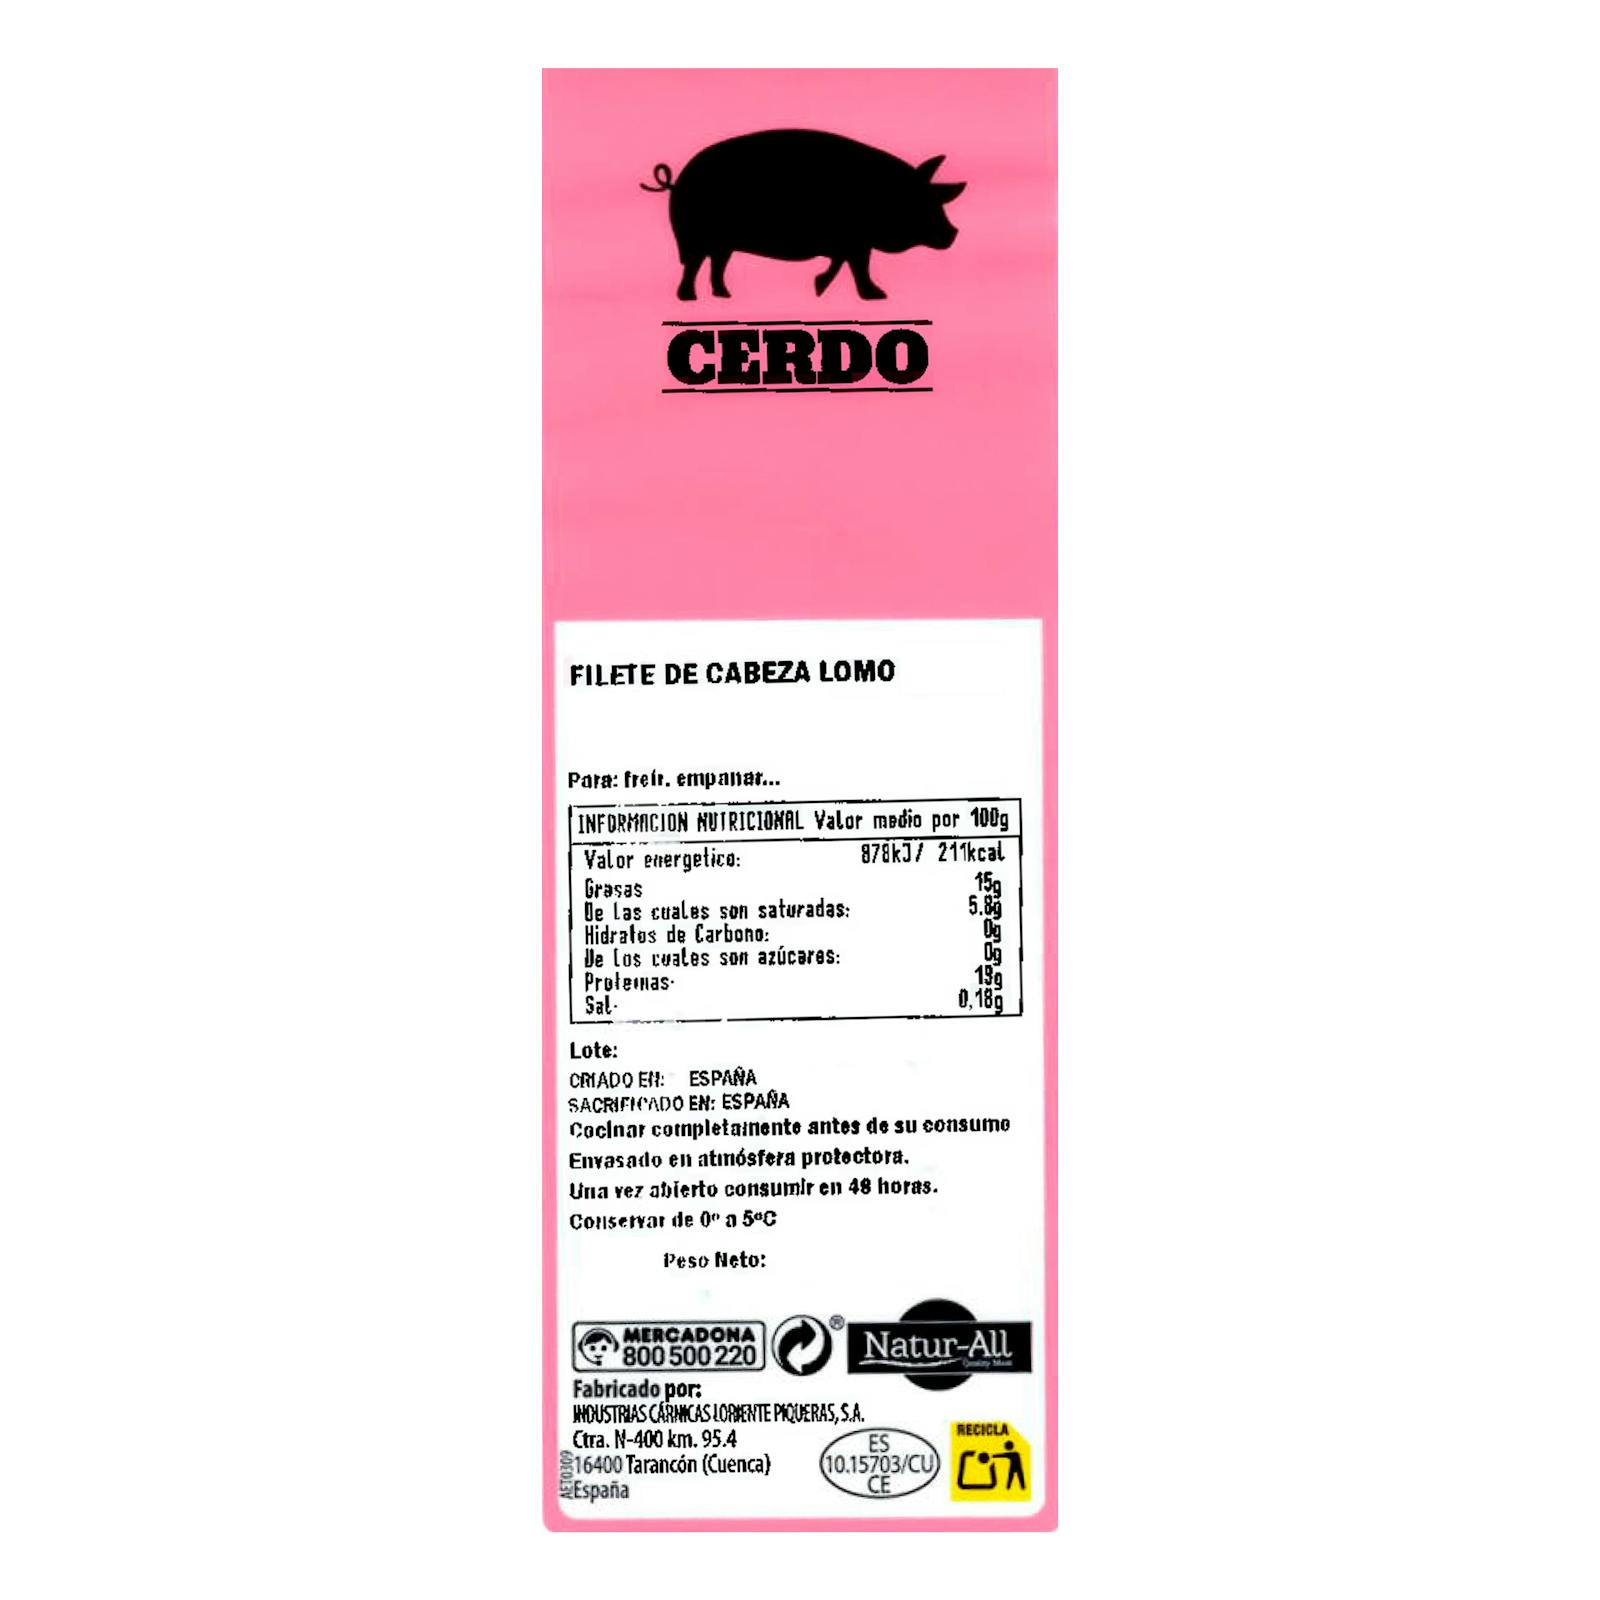 CERDO
FILETE DE CABEZA LOMO
Para: freír, empanar...
INFORMACION NUTRICIONAL Valor medio por 100g
Valor energetico: 878kJ/ 211kcal
Grasas 15g
De las cuales son saturadas: 5.8g
Hidratos de Carbono: 0g
De los cuales son azúcares: 0g
Proteinas: 19g
Sal: 0,18g
Lote:
CRIADO EN: ESPAÑA
SACRIFICADO EN: ESPAÑA
Cocinar completamente antes de su consumo
Envasado en atmósfera protectora.
Una vez abierto consumir en 48 horas.
Conservar de 0º a 5ºC
Peso Neto:
MERCADONA
800 500 220
®
Natur-All
Quality Meat
Fabricado por:
INDUSTRIAS CÁRNICAS LORIENTE PIQUERAS, S.A.
Ctra. N-400 km. 95.4
16400 Tarancón (Cuenca)
España
AET0309
ES
10.15703/CU
CE
RECICLA